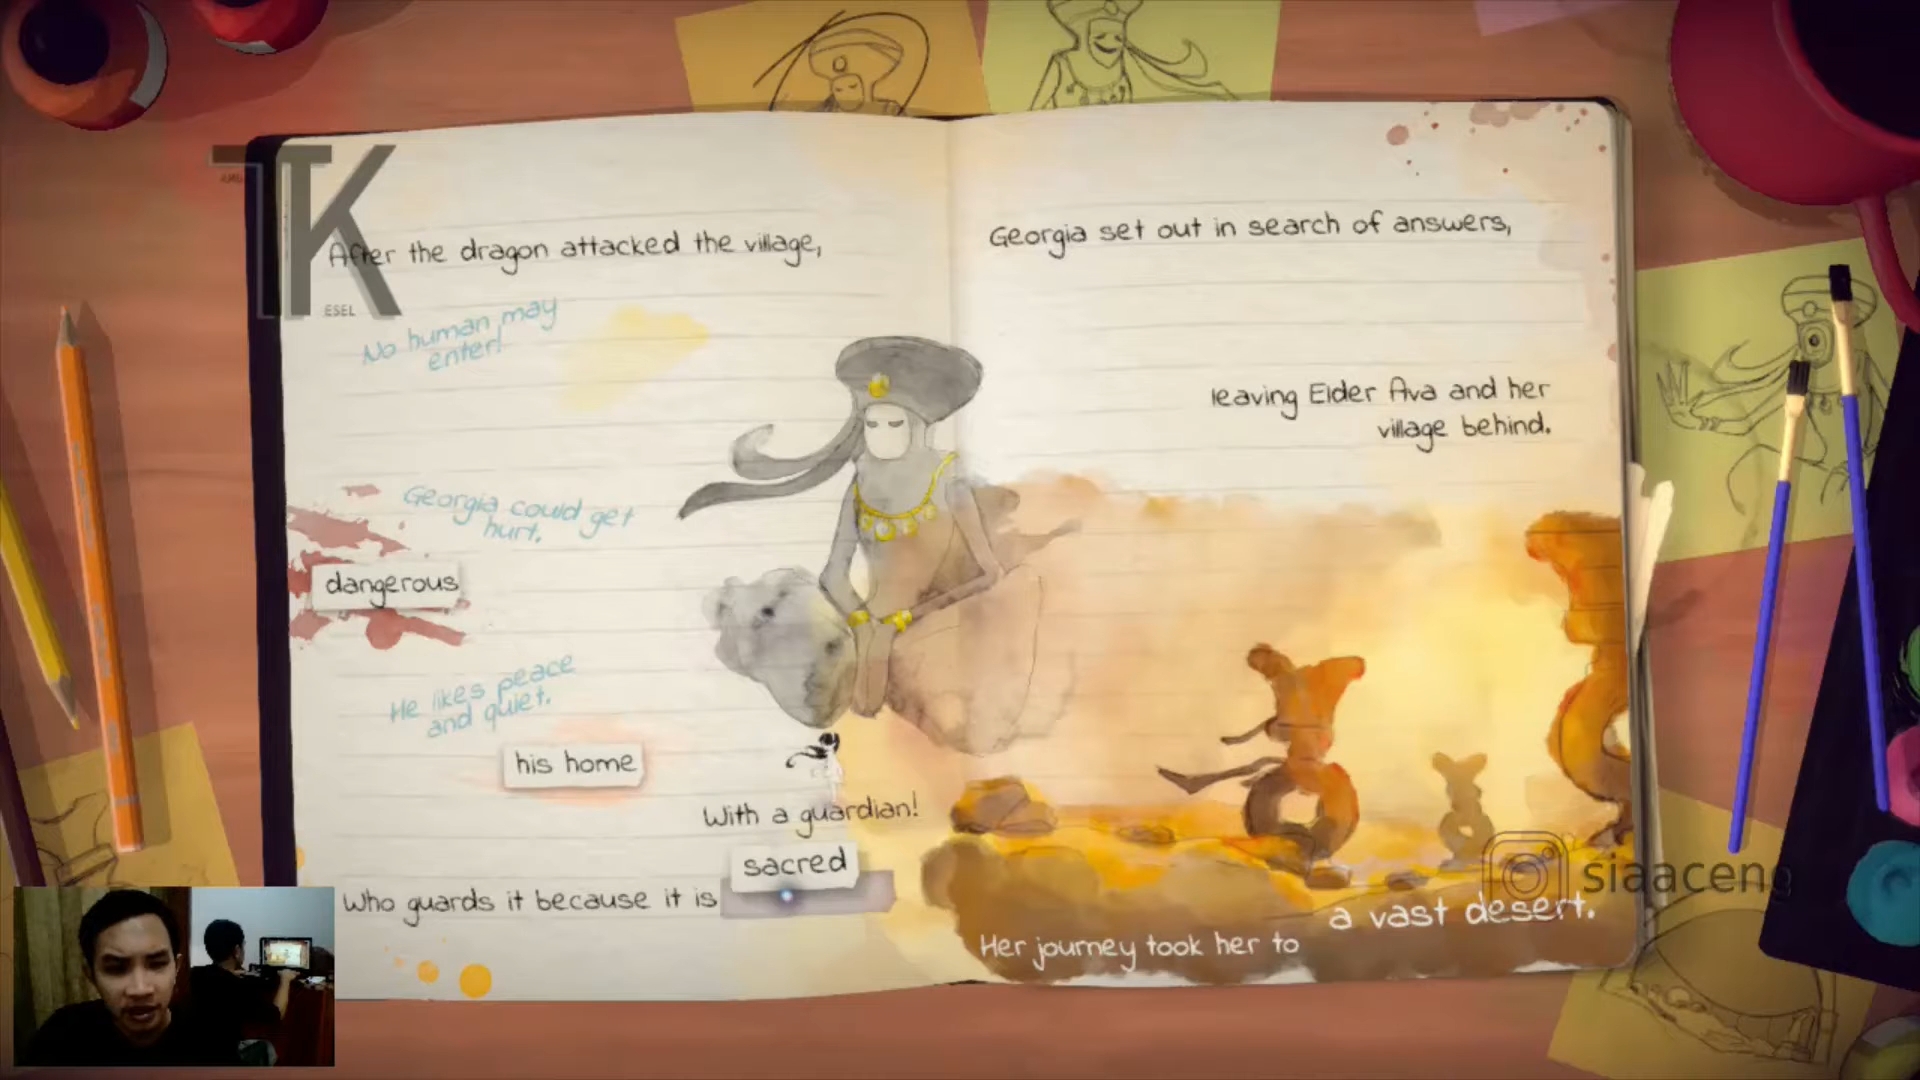 After the dragon attacked the village,
No human may
enter!
Georgia could get
hurt.
dangerous
He likes peace
and quiet.
his home
With a guardian!
sacred
Who guards it because it is
Georgia set out in search of answers,
leaving Elder Ava and her
village behind.
Her journey took her to
a vast desert.
TK
ESEL
siaaceng